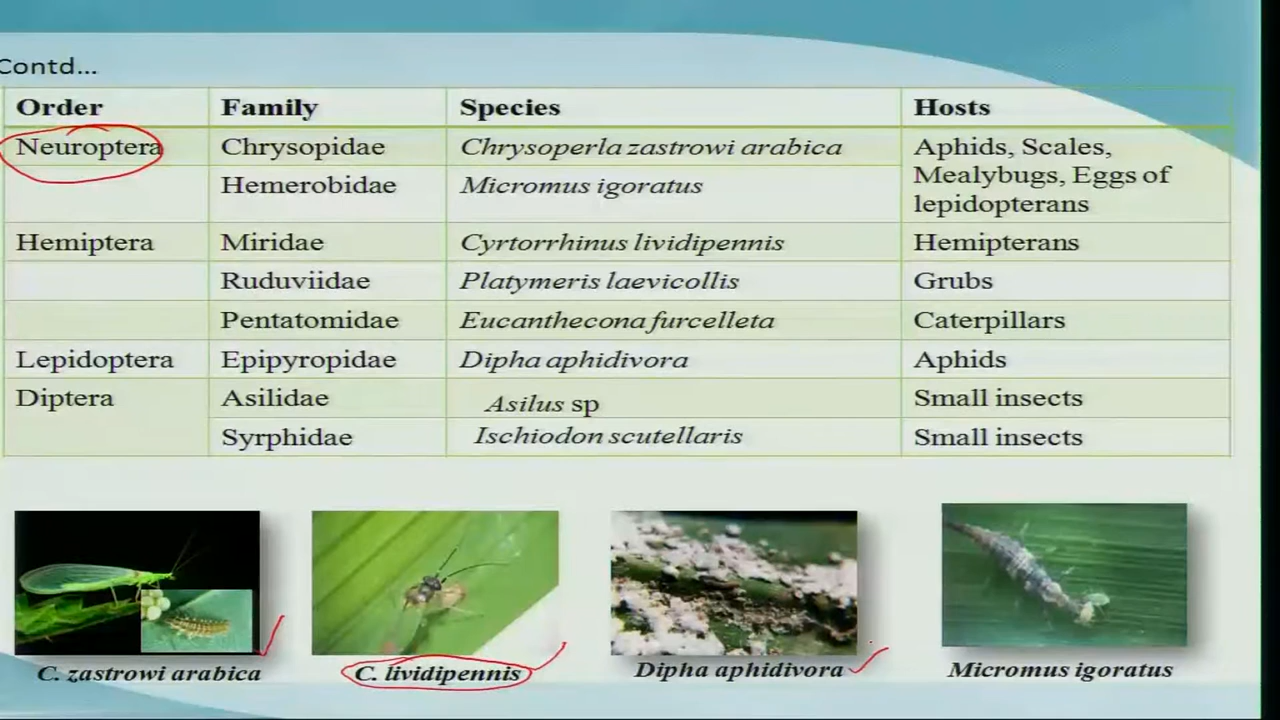 Contd...
Order Family Species Hosts
Neuroptera Chrysopidae Chrysoperla zastrowi arabica Aphids, Scales,
Mealybugs, Eggs of
Hemerobidae Micromus igoratus
lepidopterans
Hemiptera Miridae Cyrtorrhinus lividipennis Hemipterans
Ruduviidae Platymeris laevicollis Grubs
Pentatomidae Eucanthecona furcelleta Caterpillars
Lepidoptera Epipyropidae Dipha aphidivora Aphids
Diptera Asilidae Asilus sp Small insects
Syrphidae Ischiodon scutellaris Small insects
C. zastrowi arabica C. lividipennis Dipha aphidivora Micromus igoratus